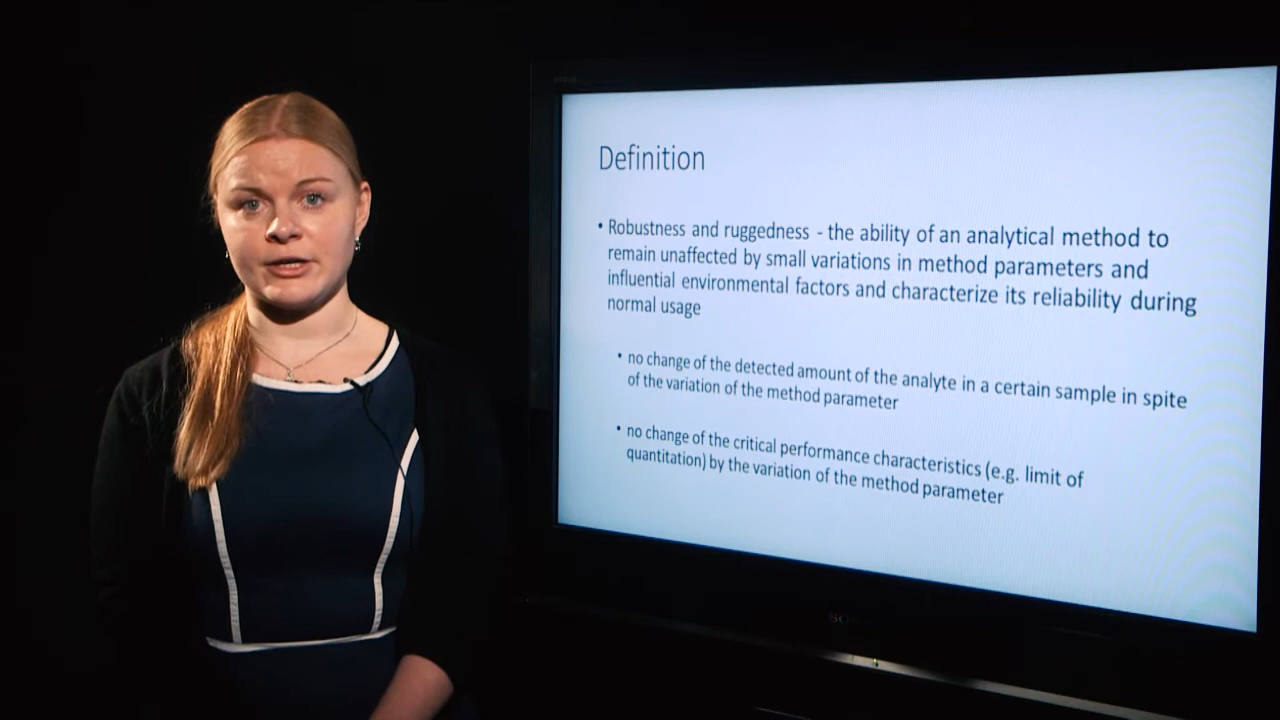 Definition
• Robustness and ruggedness - the ability of an analytical method to
remain unaffected by small variations in method parameters and
influential environmental factors and characterize its reliability during
normal usage
• no change of the detected amount of the analyte in a certain sample in spite
of the variation of the method parameter
• no change of the critical performance characteristics (e.g. limit of
quantitation) by the variation of the method parameter
SONY